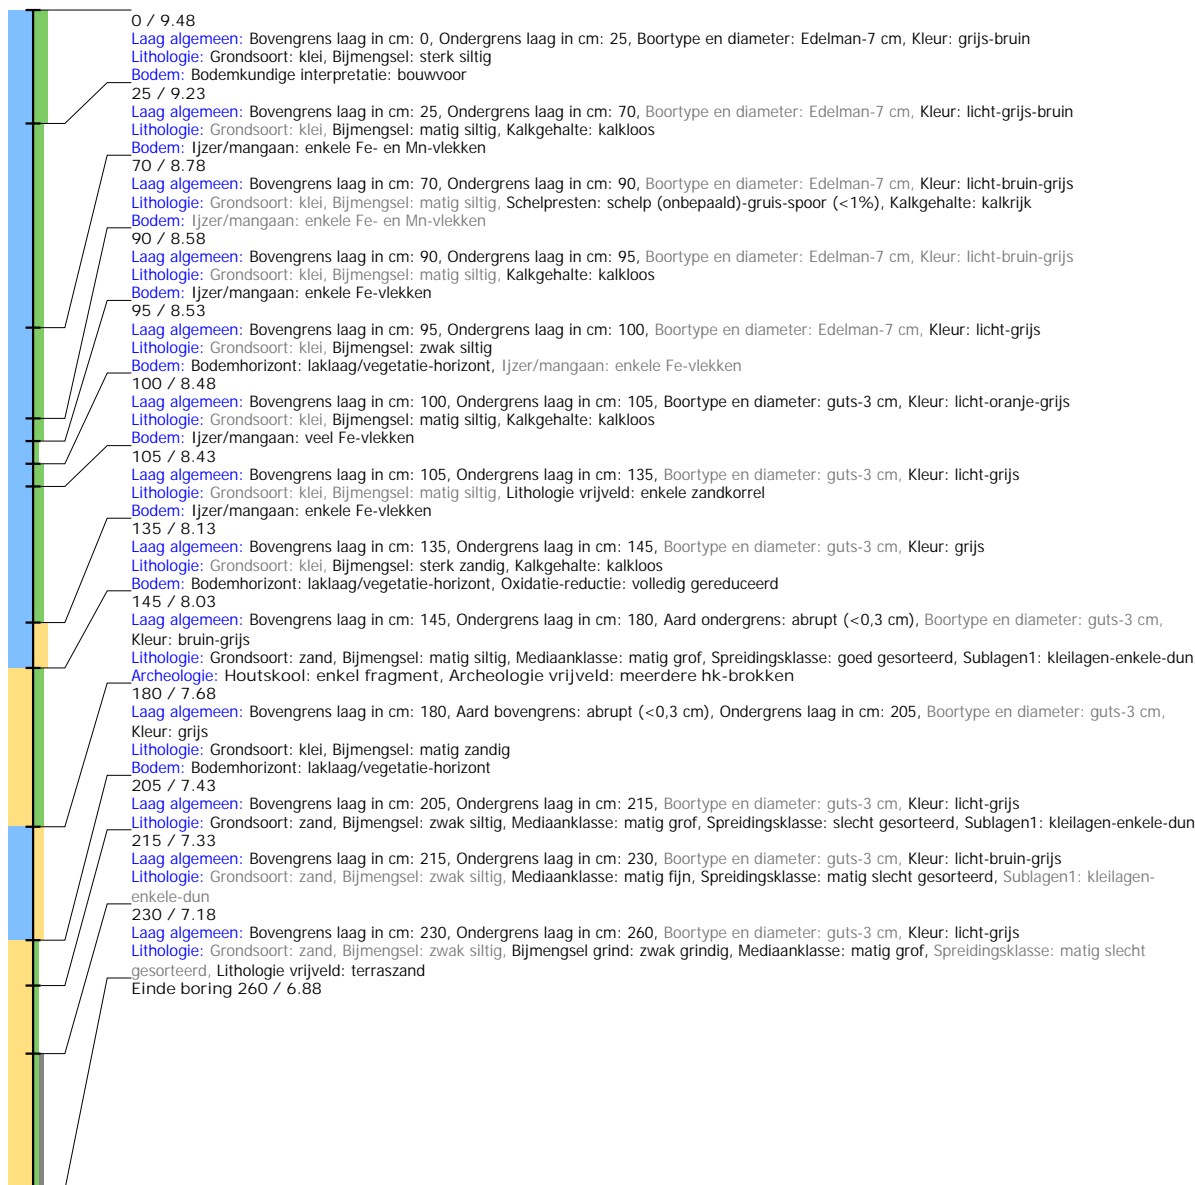 0 / 9.48
Laag algemeen: Bovengrens laag in cm: 0, Ondergrens laag in cm: 25, Boortype en diameter: Edelman-7 cm, Kleur: grijs-bruin
Lithologie: Grondsoort: klei, Bijmengsel: sterk siltig
Bodem: Bodemkundige interpretatie: bouwvoor
25 / 9.23
Laag algemeen: Bovengrens laag in cm: 25, Ondergrens laag in cm: 70, Boortype en diameter: Edelman-7 cm, Kleur: licht-grijs-bruin
Lithologie: Grondsoort: klei, Bijmengsel: matig siltig, Kalkgehalte: kalkloos
Bodem: Ijzer/mangaan: enkele Fe- en Mn-vlekken
70 / 8.78
Laag algemeen: Bovengrens laag in cm: 70, Ondergrens laag in cm: 90, Boortype en diameter: Edelman-7 cm, Kleur: licht-bruin-grijs
Lithologie: Grondsoort: klei, Bijmengsel: matig siltig, Schelpresten: schelp (onbepaald)-gruis-spoor (<1%), Kalkgehalte: kalkrijk
Bodem: Ijzer/mangaan: enkele Fe- en Mn-vlekken
90 / 8.58
Laag algemeen: Bovengrens laag in cm: 90, Ondergrens laag in cm: 95, Boortype en diameter: Edelman-7 cm, Kleur: licht-bruin-grijs
Lithologie: Grondsoort: klei, Bijmengsel: matig siltig, Kalkgehalte: kalkloos
Bodem: Ijzer/mangaan: enkele Fe-vlekken
95 / 8.53
Laag algemeen: Bovengrens laag in cm: 95, Ondergrens laag in cm: 100, Boortype en diameter: Edelman-7 cm, Kleur: licht-grijs
Lithologie: Grondsoort: klei, Bijmengsel: zwak siltig
Bodem: Bodemhorizont: laklaag/vegetatie-horizont, Ijzer/mangaan: enkele Fe-vlekken
100 / 8.48
Laag algemeen: Bovengrens laag in cm: 100, Ondergrens laag in cm: 105, Boortype en diameter: guts-3 cm, Kleur: licht-oranje-grijs
Lithologie: Grondsoort: klei, Bijmengsel: matig siltig, Kalkgehalte: kalkloos
Bodem: Ijzer/mangaan: veel Fe-vlekken
105 / 8.43
Laag algemeen: Bovengrens laag in cm: 105, Ondergrens laag in cm: 135, Boortype en diameter: guts-3 cm, Kleur: licht-grijs
Lithologie: Grondsoort: klei, Bijmengsel: matig siltig, Lithologie vrijveld: enkele zandkorrel
Bodem: Ijzer/mangaan: enkele Fe-vlekken
135 / 8.13
Laag algemeen: Bovengrens laag in cm: 135, Ondergrens laag in cm: 145, Boortype en diameter: guts-3 cm, Kleur: grijs
Lithologie: Grondsoort: klei, Bijmengsel: sterk zandig, Kalkgehalte: kalkloos
Bodem: Bodemhorizont: laklaag/vegetatie-horizont, Oxidatie-reductie: volledig gereduceerd
145 / 8.03
Laag algemeen: Bovengrens laag in cm: 145, Ondergrens laag in cm: 180, Aard ondergrens: abrupt (<0,3 cm), Boortype en diameter: guts-3 cm,
Kleur: bruin-grijs
Lithologie: Grondsoort: zand, Bijmengsel: matig siltig, Mediaanklasse: matig grof, Spreidingsklasse: goed gesorteerd, Sublagen1: kleilagen-enkele-dun
Archeologie: Houtskool: enkel fragment, Archeologie vrijveld: meerdere hk-brokken
180 / 7.68
Laag algemeen: Bovengrens laag in cm: 180, Aard bovengrens: abrupt (<0,3 cm), Ondergrens laag in cm: 205, Boortype en diameter: guts-3 cm,
Kleur: grijs
Lithologie: Grondsoort: klei, Bijmengsel: matig zandig
Bodem: Bodemhorizont: laklaag/vegetatie-horizont
205 / 7.43
Laag algemeen: Bovengrens laag in cm: 205, Ondergrens laag in cm: 215, Boortype en diameter: guts-3 cm, Kleur: licht-grijs
Lithologie: Grondsoort: zand, Bijmengsel: zwak siltig, Mediaanklasse: matig grof, Spreidingsklasse: slecht gesorteerd, Sublagen1: kleilagen-enkele-dun
215 / 7.33
Laag algemeen: Bovengrens laag in cm: 215, Ondergrens laag in cm: 230, Boortype en diameter: guts-3 cm, Kleur: licht-bruin-grijs
Lithologie: Grondsoort: zand, Bijmengsel: zwak siltig, Mediaanklasse: matig fijn, Spreidingsklasse: matig slecht gesorteerd, Sublagen1: kleilagen-
enkele-dun
230 / 7.18
Laag algemeen: Bovengrens laag in cm: 230, Ondergrens laag in cm: 260, Boortype en diameter: guts-3 cm, Kleur: licht-grijs
Lithologie: Grondsoort: zand, Bijmengsel: zwak siltig, Bijmengsel grind: zwak grindig, Mediaanklasse: matig grof, Spreidingsklasse: matig slecht
gesorteerd, Lithologie vrijveld: terraszand
Einde boring 260 / 6.88